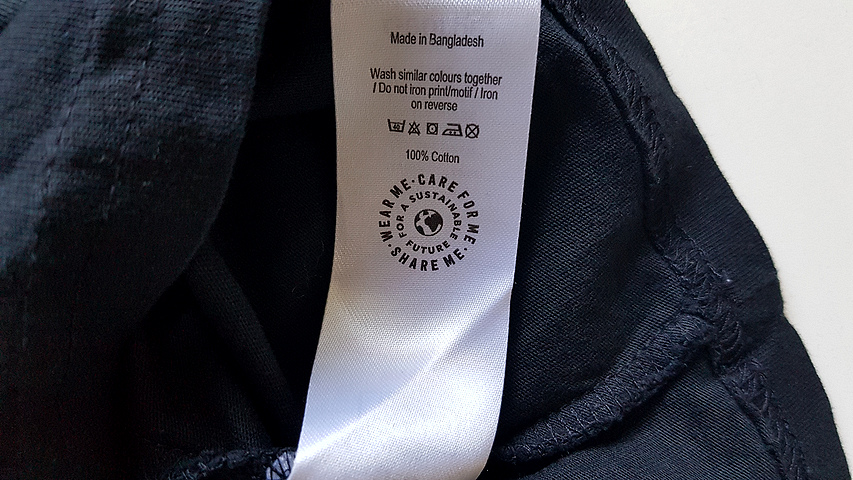 Made in Bangladesh
Wash similar colours together
/ Do not iron print/motif / Iron
on reverse
40
100% Cotton
WEAR ME · CARE FOR ME · SHARE ME ·
FOR A SUSTAINABLE FUTURE